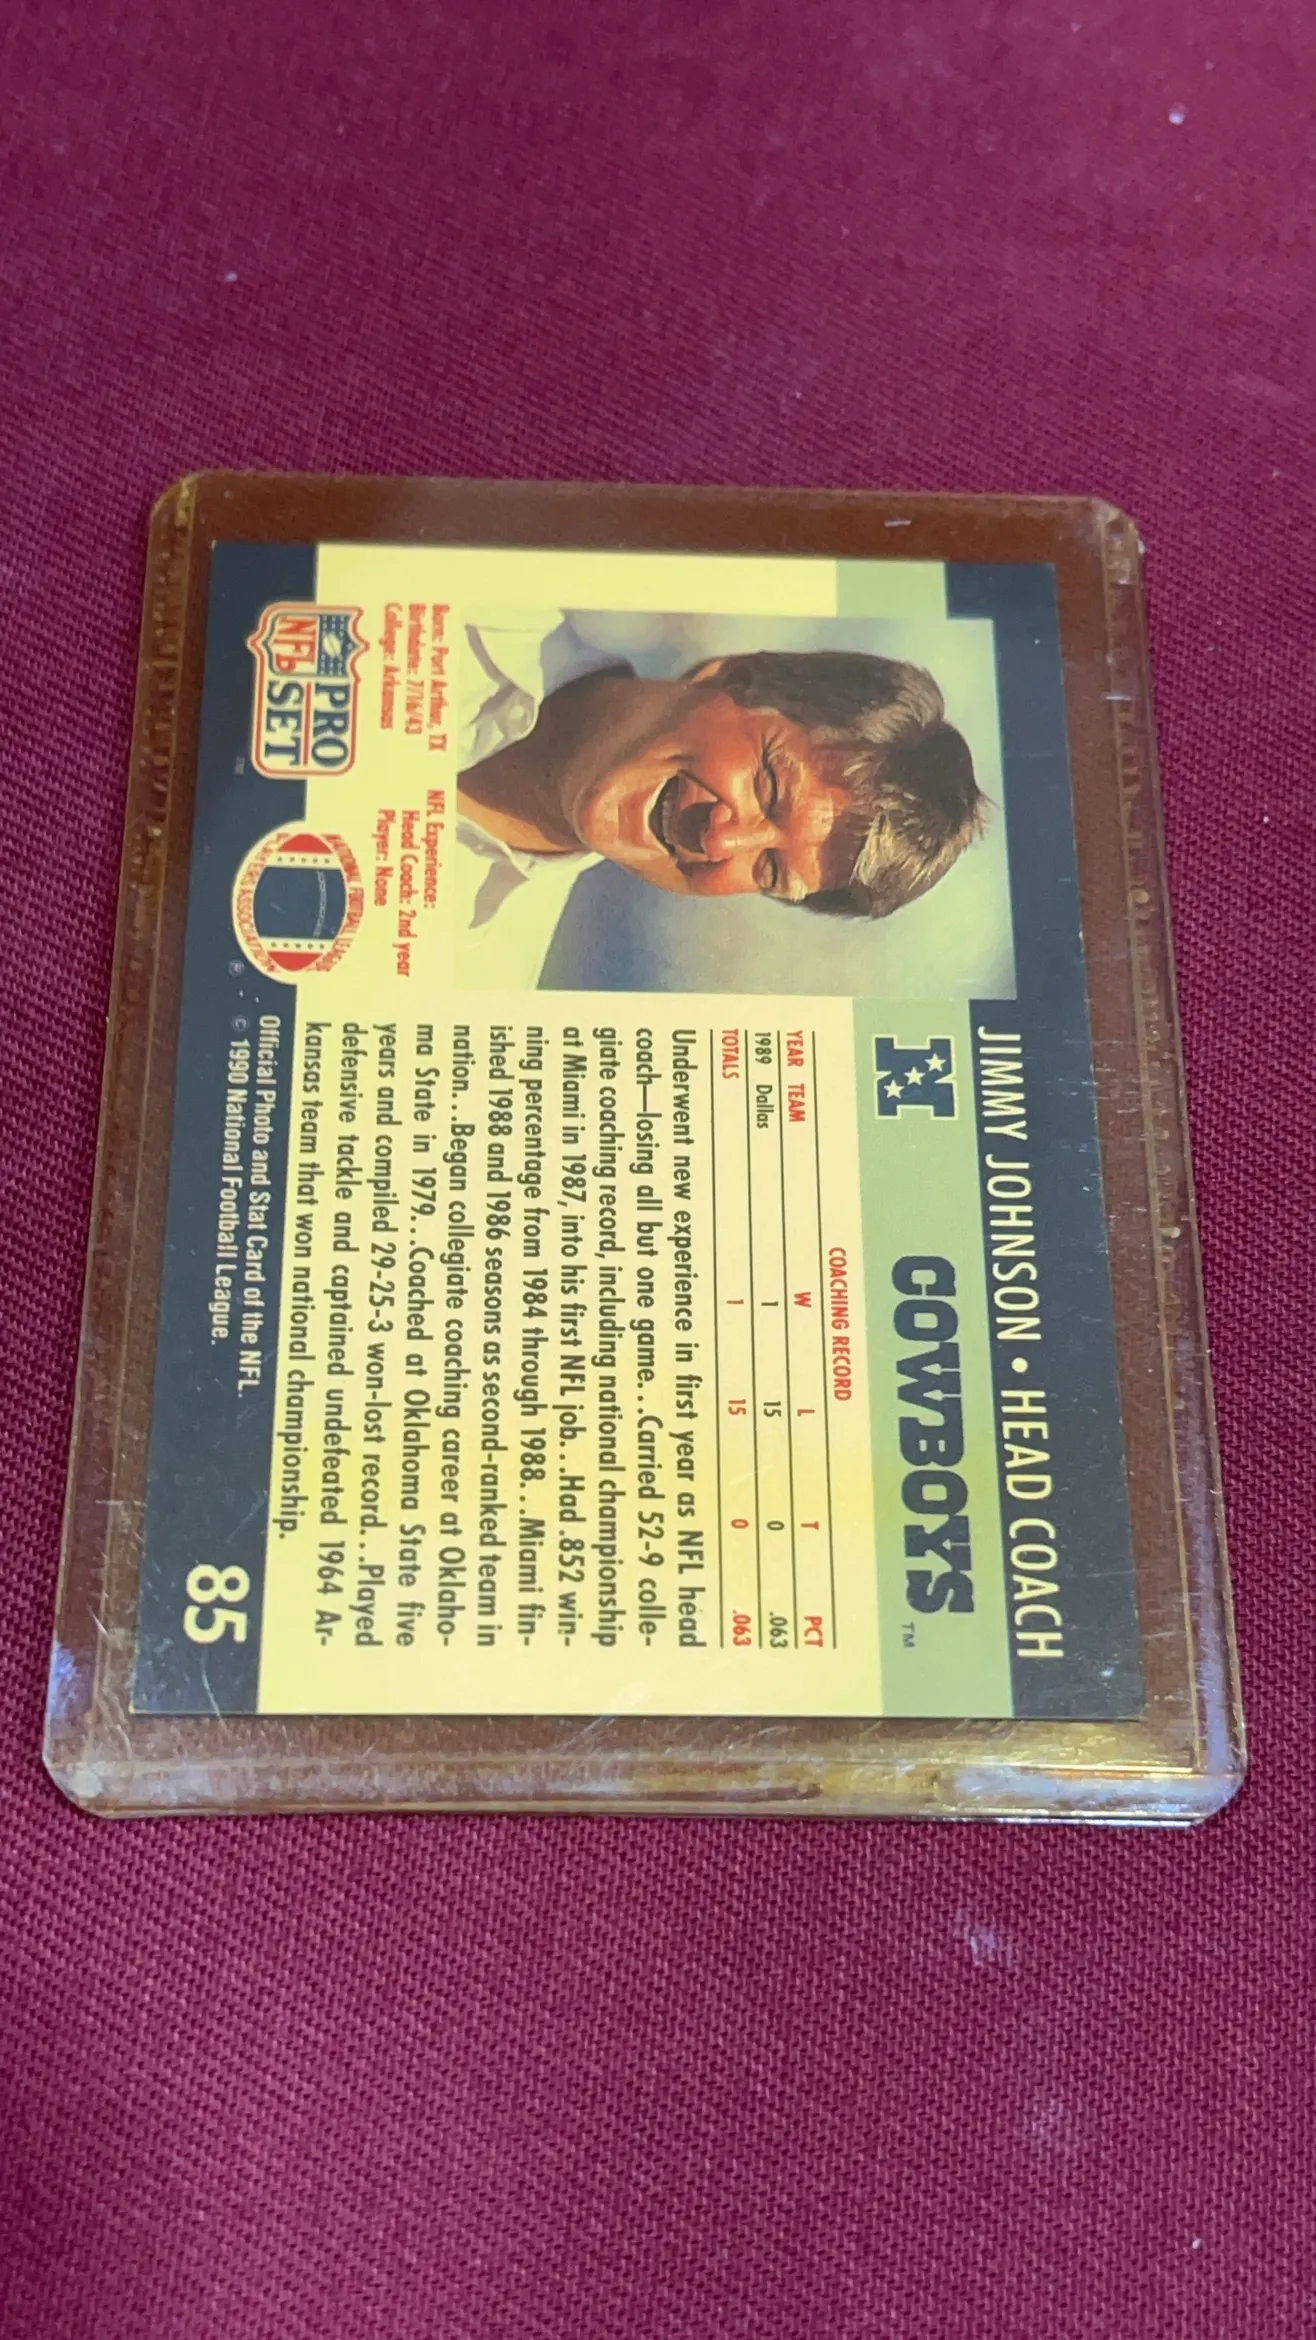 JIMMY JOHNSON • HEAD COACH
N COWBOYS TM
COACHING RECORD
YEAR TEAM W L T PCT
1989 Dallas 1 15 0 .063
TOTALS 1 15 0 .063
Underwent new experience in first year as NFL head
coach—losing all but one game. . .Carried 52-9 colle-
giate coaching record, including national championship
at Miami in 1987, into his first NFL job. . .Had .852 win-
ning percentage from 1984 through 1988. . .Miami fin-
ished 1988 and 1986 seasons as second-ranked team in
nation. . .Began collegiate coaching career at Oklaho-
ma State in 1979. . .Coached at Oklahoma State five
years and compiled 29-25-3 won-lost record. . .Played
defensive tackle and captained undefeated 1964 Ar-
kansas team that won national championship.
Born: Port Arthur, TX
Birthdate: 7/16/43
College: Arkansas
NFL Experience:
Head Coach: 2nd year
Player: None
PRO
NFL SET
NATIONAL FOOTBALL LEAGUE
PLAYERS ASSOCIATION
®
Official Photo and Stat Card of the NFL.
© 1990 National Football League.
85